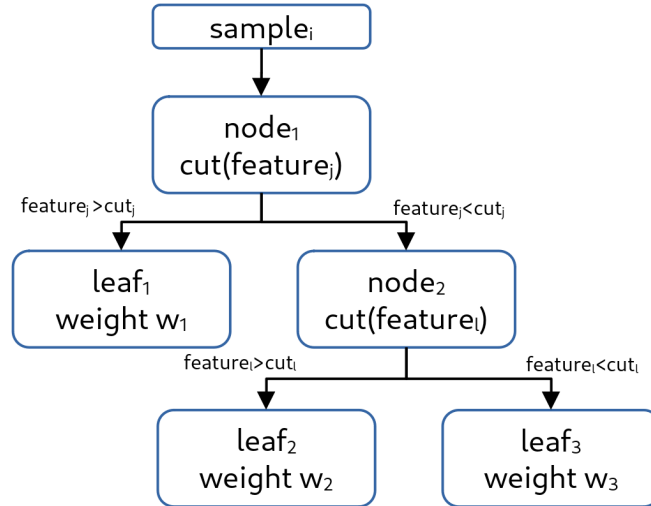 sampleᵢ
node₁
cut(featureⱼ)
featureⱼ>cutⱼ
featureⱼ<cutⱼ
leaf₁
weight w₁
node₂
cut(featureₗ)
featureₗ>cutₗ
featureₗ<cutₗ
leaf₂
weight w₂
leaf₃
weight w₃